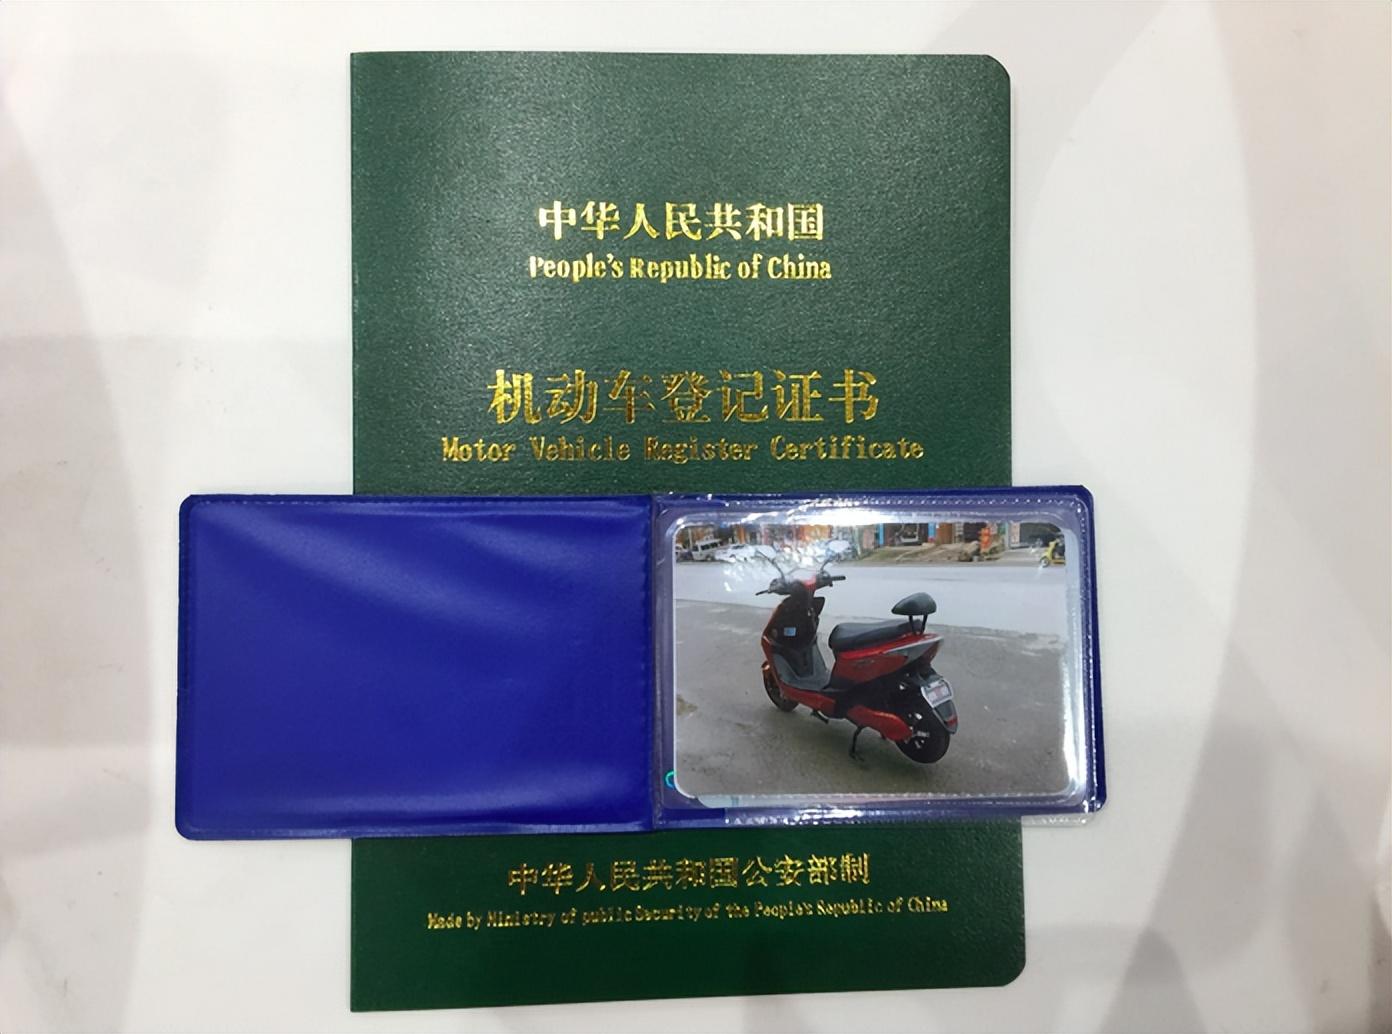 中华人民共和国
People's Republic of China
机动车登记证书
Motor Vehicle Register Certificate
中华人民共和国公安部制
Made by Ministry of public Security of the People's Republic of China